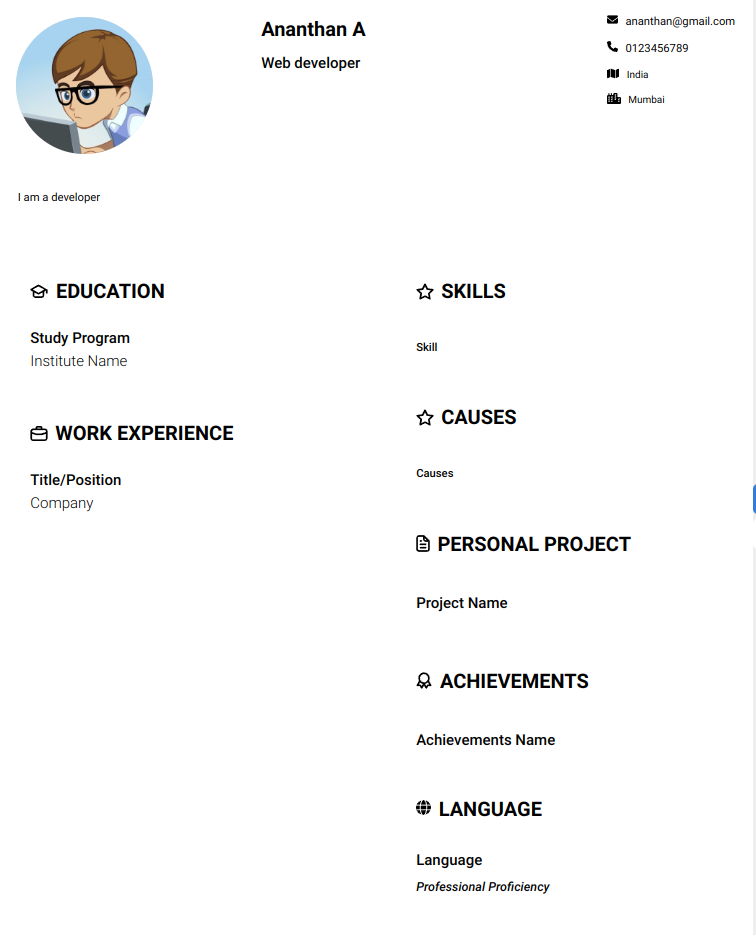 Ananthan A
Web developer
ananthan@gmail.com
0123456789
India
Mumbai
I am a developer
EDUCATION
Study Program
Institute Name
WORK EXPERIENCE
Title/Position
Company
SKILLS
Skill
CAUSES
Causes
PERSONAL PROJECT
Project Name
ACHIEVEMENTS
Achievements Name
LANGUAGE
Language
Professional Proficiency